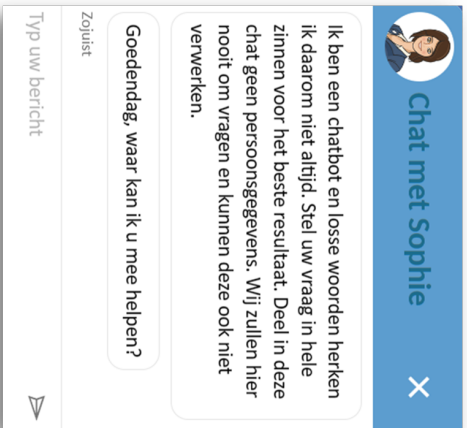 Chat met Sophie
Ik ben een chatbot en losse woorden herken
ik daarom niet altijd. Stel uw vraag in hele
zinnen voor het beste resultaat. Deel in deze
chat geen persoonsgegevens. Wij zullen hier
nooit om vragen en kunnen deze ook niet
verwerken.
Goedendag, waar kan ik u mee helpen?
Zojuist
Typ uw bericht